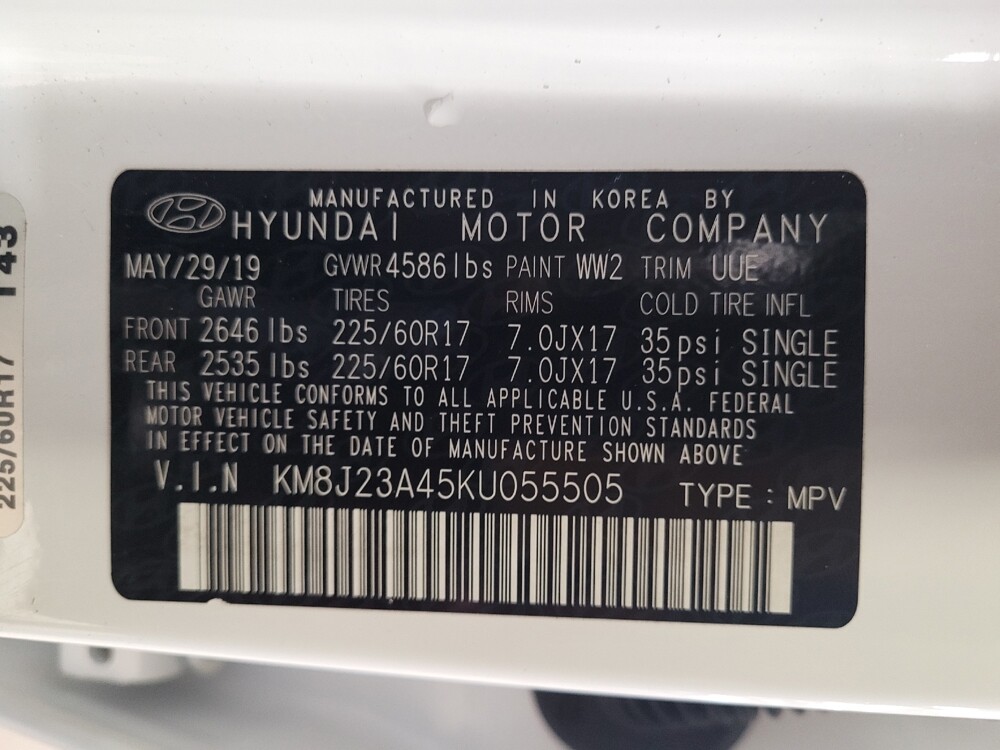 MANUFACTURED IN KOREA BY
HYUNDAI MOTOR COMPANY
MAY/29/19 GVWR 4586 lbs PAINT WW2 TRIM UUE
GAWR TIRES RIMS COLD TIRE INFL
FRONT 2646 lbs 225/60R17 7.0JX17 35psi SINGLE
REAR 2535 lbs 225/60R17 7.0JX17 35psi SINGLE
THIS VEHICLE CONFORMS TO ALL APPLICABLE U.S.A. FEDERAL
MOTOR VEHICLE SAFETY AND THEFT PREVENTION STANDARDS
IN EFFECT ON THE DATE OF MANUFACTURE SHOWN ABOVE
V.I.N KM8J23A45KU055505 TYPE : MPV
225/60R17